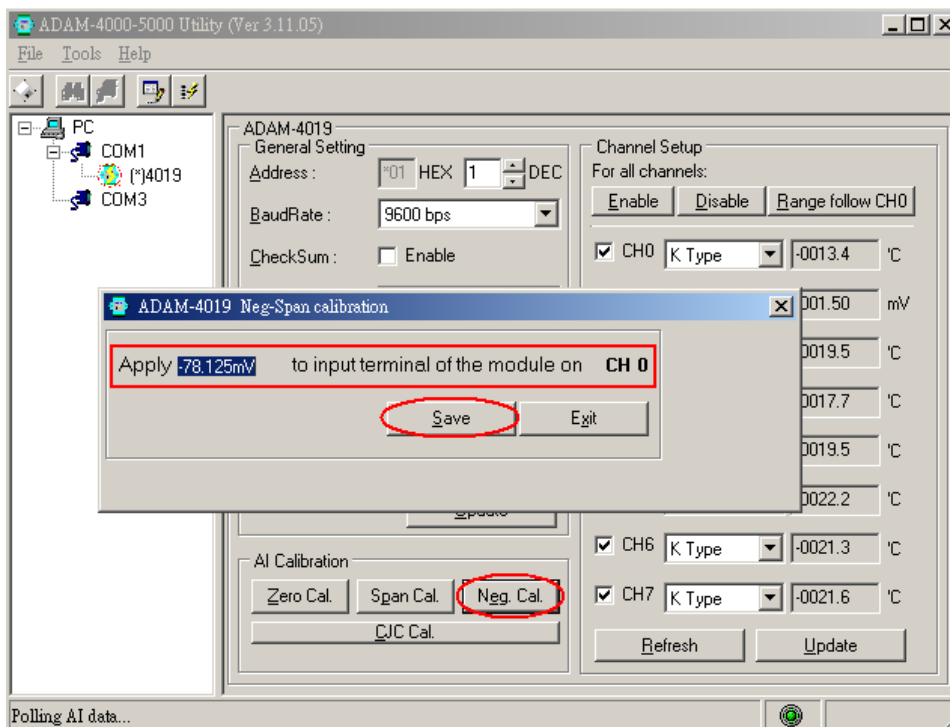 ADAM-4000-5000 Utility (Ver 3.11.05)
File Tools Help
PC
COM1
(*)4019
COM3
ADAM-4019
General Setting
Address : *01 HEX 1 DEC
BaudRate : 9600 bps
CheckSum : Enable
Channel Setup
For all channels:
Enable Disable Range follow CH0
CH0 K Type -0013.4 'C
001.50 mV
0019.5 'C
0017.7 'C
0019.5 'C
0022.2 'C
CH6 K Type -0021.3 'C
CH7 K Type -0021.6 'C
Refresh Update
ADAM-4019 Neg-Span calibration
Apply -78.125mV to input terminal of the module on CH 0
Save Exit
Update
AI Calibration
Zero Cal. Span Cal. Neg. Cal.
CJC Cal.
Polling AI data...